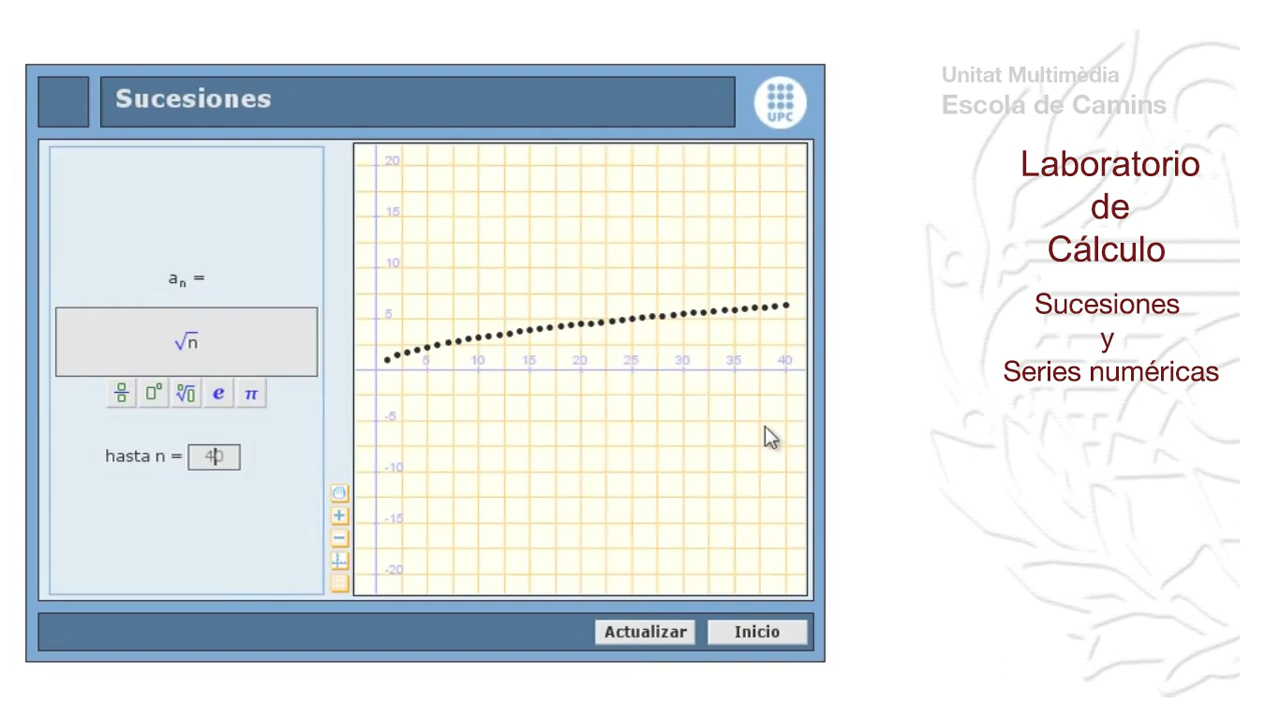 Sucesiones
UPC
aₙ =
√n
e
π
hasta n = 40
20
15
10
5
5 10 15 20 25 30 35 40
-5
-10
-15
-20
Actualizar
Inicio
Unitat Multimèdia
Escola de Camins
Laboratorio
de
Cálculo
Sucesiones
y
Series numéricas